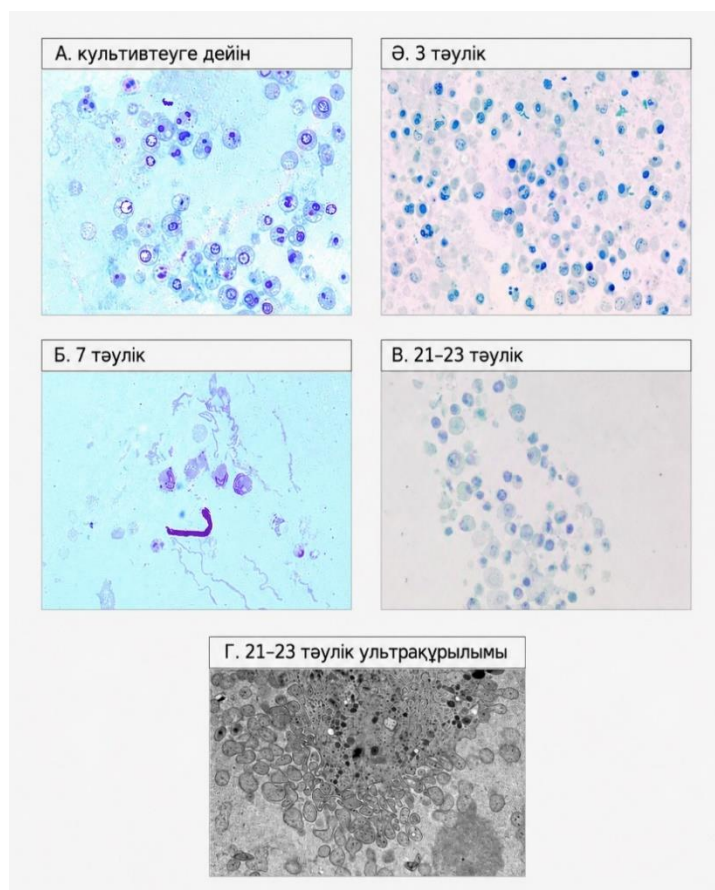 А. культивтеуге дейін
Ә. 3 тәулік
Б. 7 тәулік
В. 21–23 тәулік
Г. 21–23 тәулік ультрақұрылымы